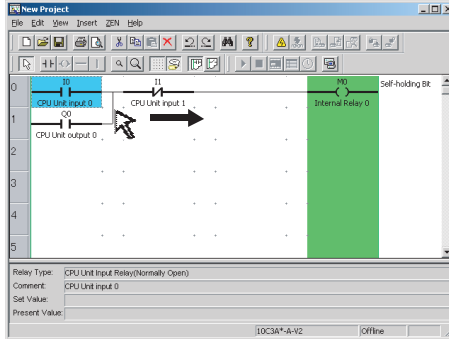 New Project
File Edit View Insert ZEN Help
0 I0 I1 M0 Self-holding Bit
CPU Unit input 0 CPU Unit input 1 Internal Relay 0
1 Q0
CPU Unit output 0
2
3
4
5
Relay Type: CPU Unit Input Relay(Normally Open)
Comment: CPU Unit input 0
Set Value:
Present Value:
10C3A*-A-V2 Offline